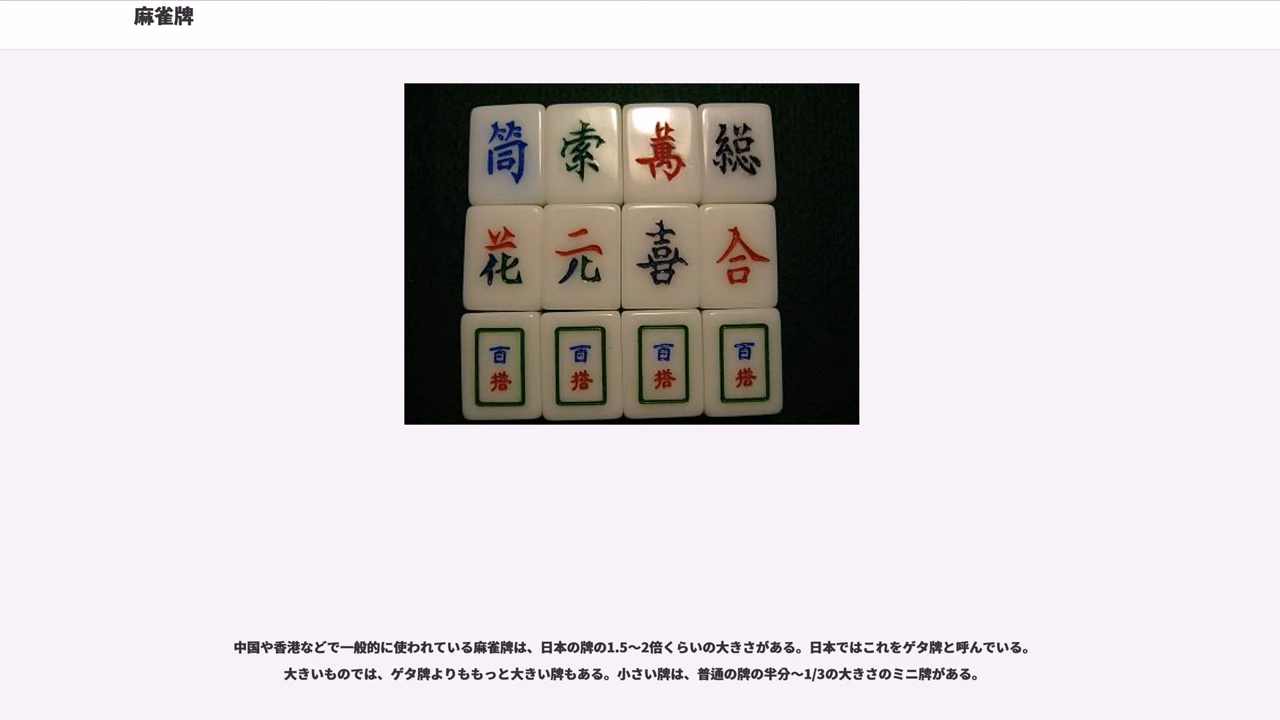 麻雀牌
筒 索 萬 総
花 元 喜 合
百 百 百 百
搭 搭 搭 搭
中国や香港などで一般的に使われている麻雀牌は、日本の牌の1.5〜2倍くらいの大きさがある。日本ではこれをゲタ牌と呼んでいる。
大きいものでは、ゲタ牌よりももっと大きい牌もある。小さい牌は、普通の牌の半分〜1/3の大きさのミニ牌がある。